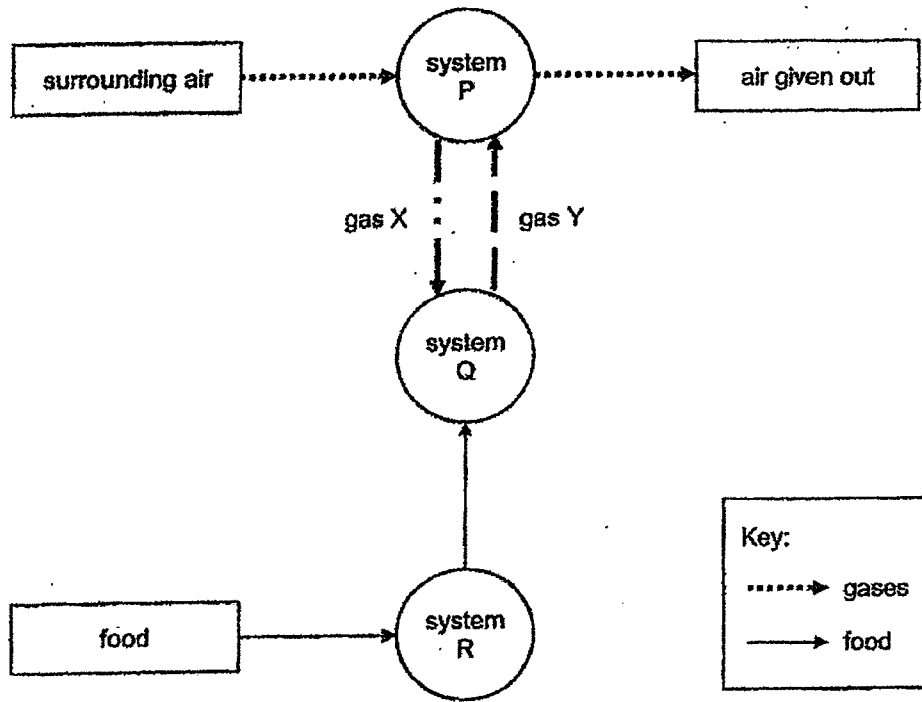 surrounding air
system
P
air given out
gas X
gas Y
system
Q
Key:
gases
food
food
system
R